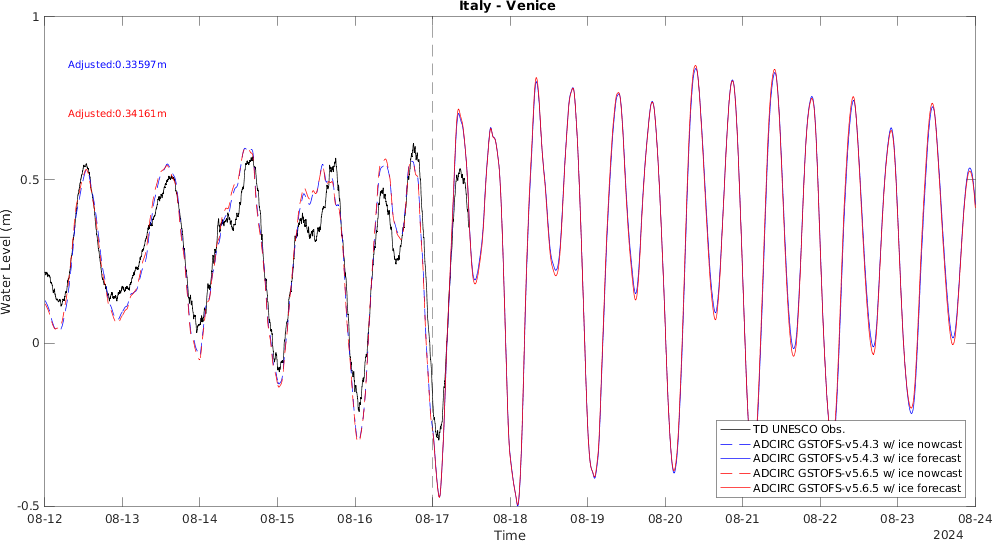 Italy - Venice
Adjusted:0.33597m
Adjusted:0.34161m
Water Level (m)
1
0.5
0
-0.5
TD UNESCO Obs.
ADCIRC GSTOFS-v5.4.3 w/ ice nowcast
ADCIRC GSTOFS-v5.4.3 w/ ice forecast
ADCIRC GSTOFS-v5.6.5 w/ ice nowcast
ADCIRC GSTOFS-v5.6.5 w/ ice forecast
08-12 08-13 08-14 08-15 08-16 08-17 08-18 08-19 08-20 08-21 08-22 08-23 08-24
Time
2024